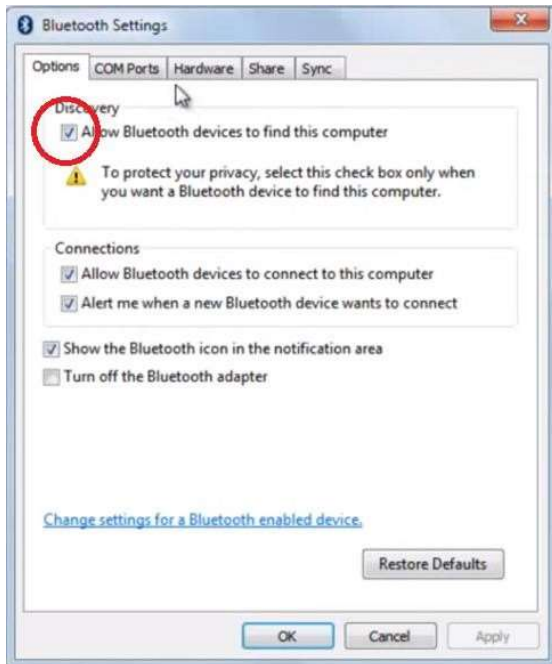 Bluetooth Settings
Options COM Ports Hardware Share Sync
Discovery
Allow Bluetooth devices to find this computer
To protect your privacy, select this check box only when
you want a Bluetooth device to find this computer.
Connections
Allow Bluetooth devices to connect to this computer
Alert me when a new Bluetooth device wants to connect
Show the Bluetooth icon in the notification area
Turn off the Bluetooth adapter
Change settings for a Bluetooth enabled device.
Restore Defaults
OK Cancel Apply